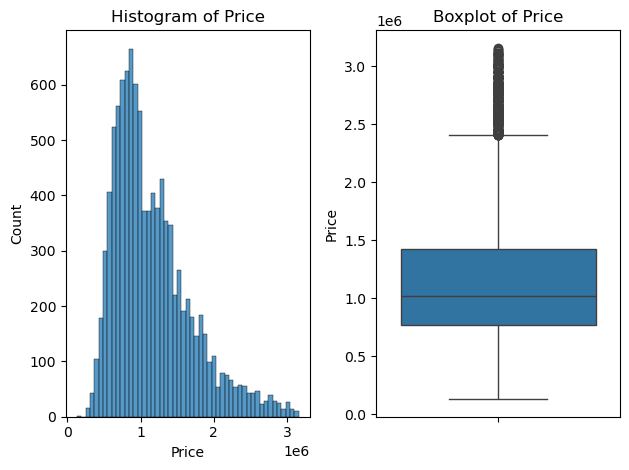 Histogram of Price
600
500
400
300
200
100
0
Count
0
1
2
3
1e6
Price
Boxplot of Price
1e6
3.0
2.5
2.0
1.5
1.0
0.5
0.0
Price